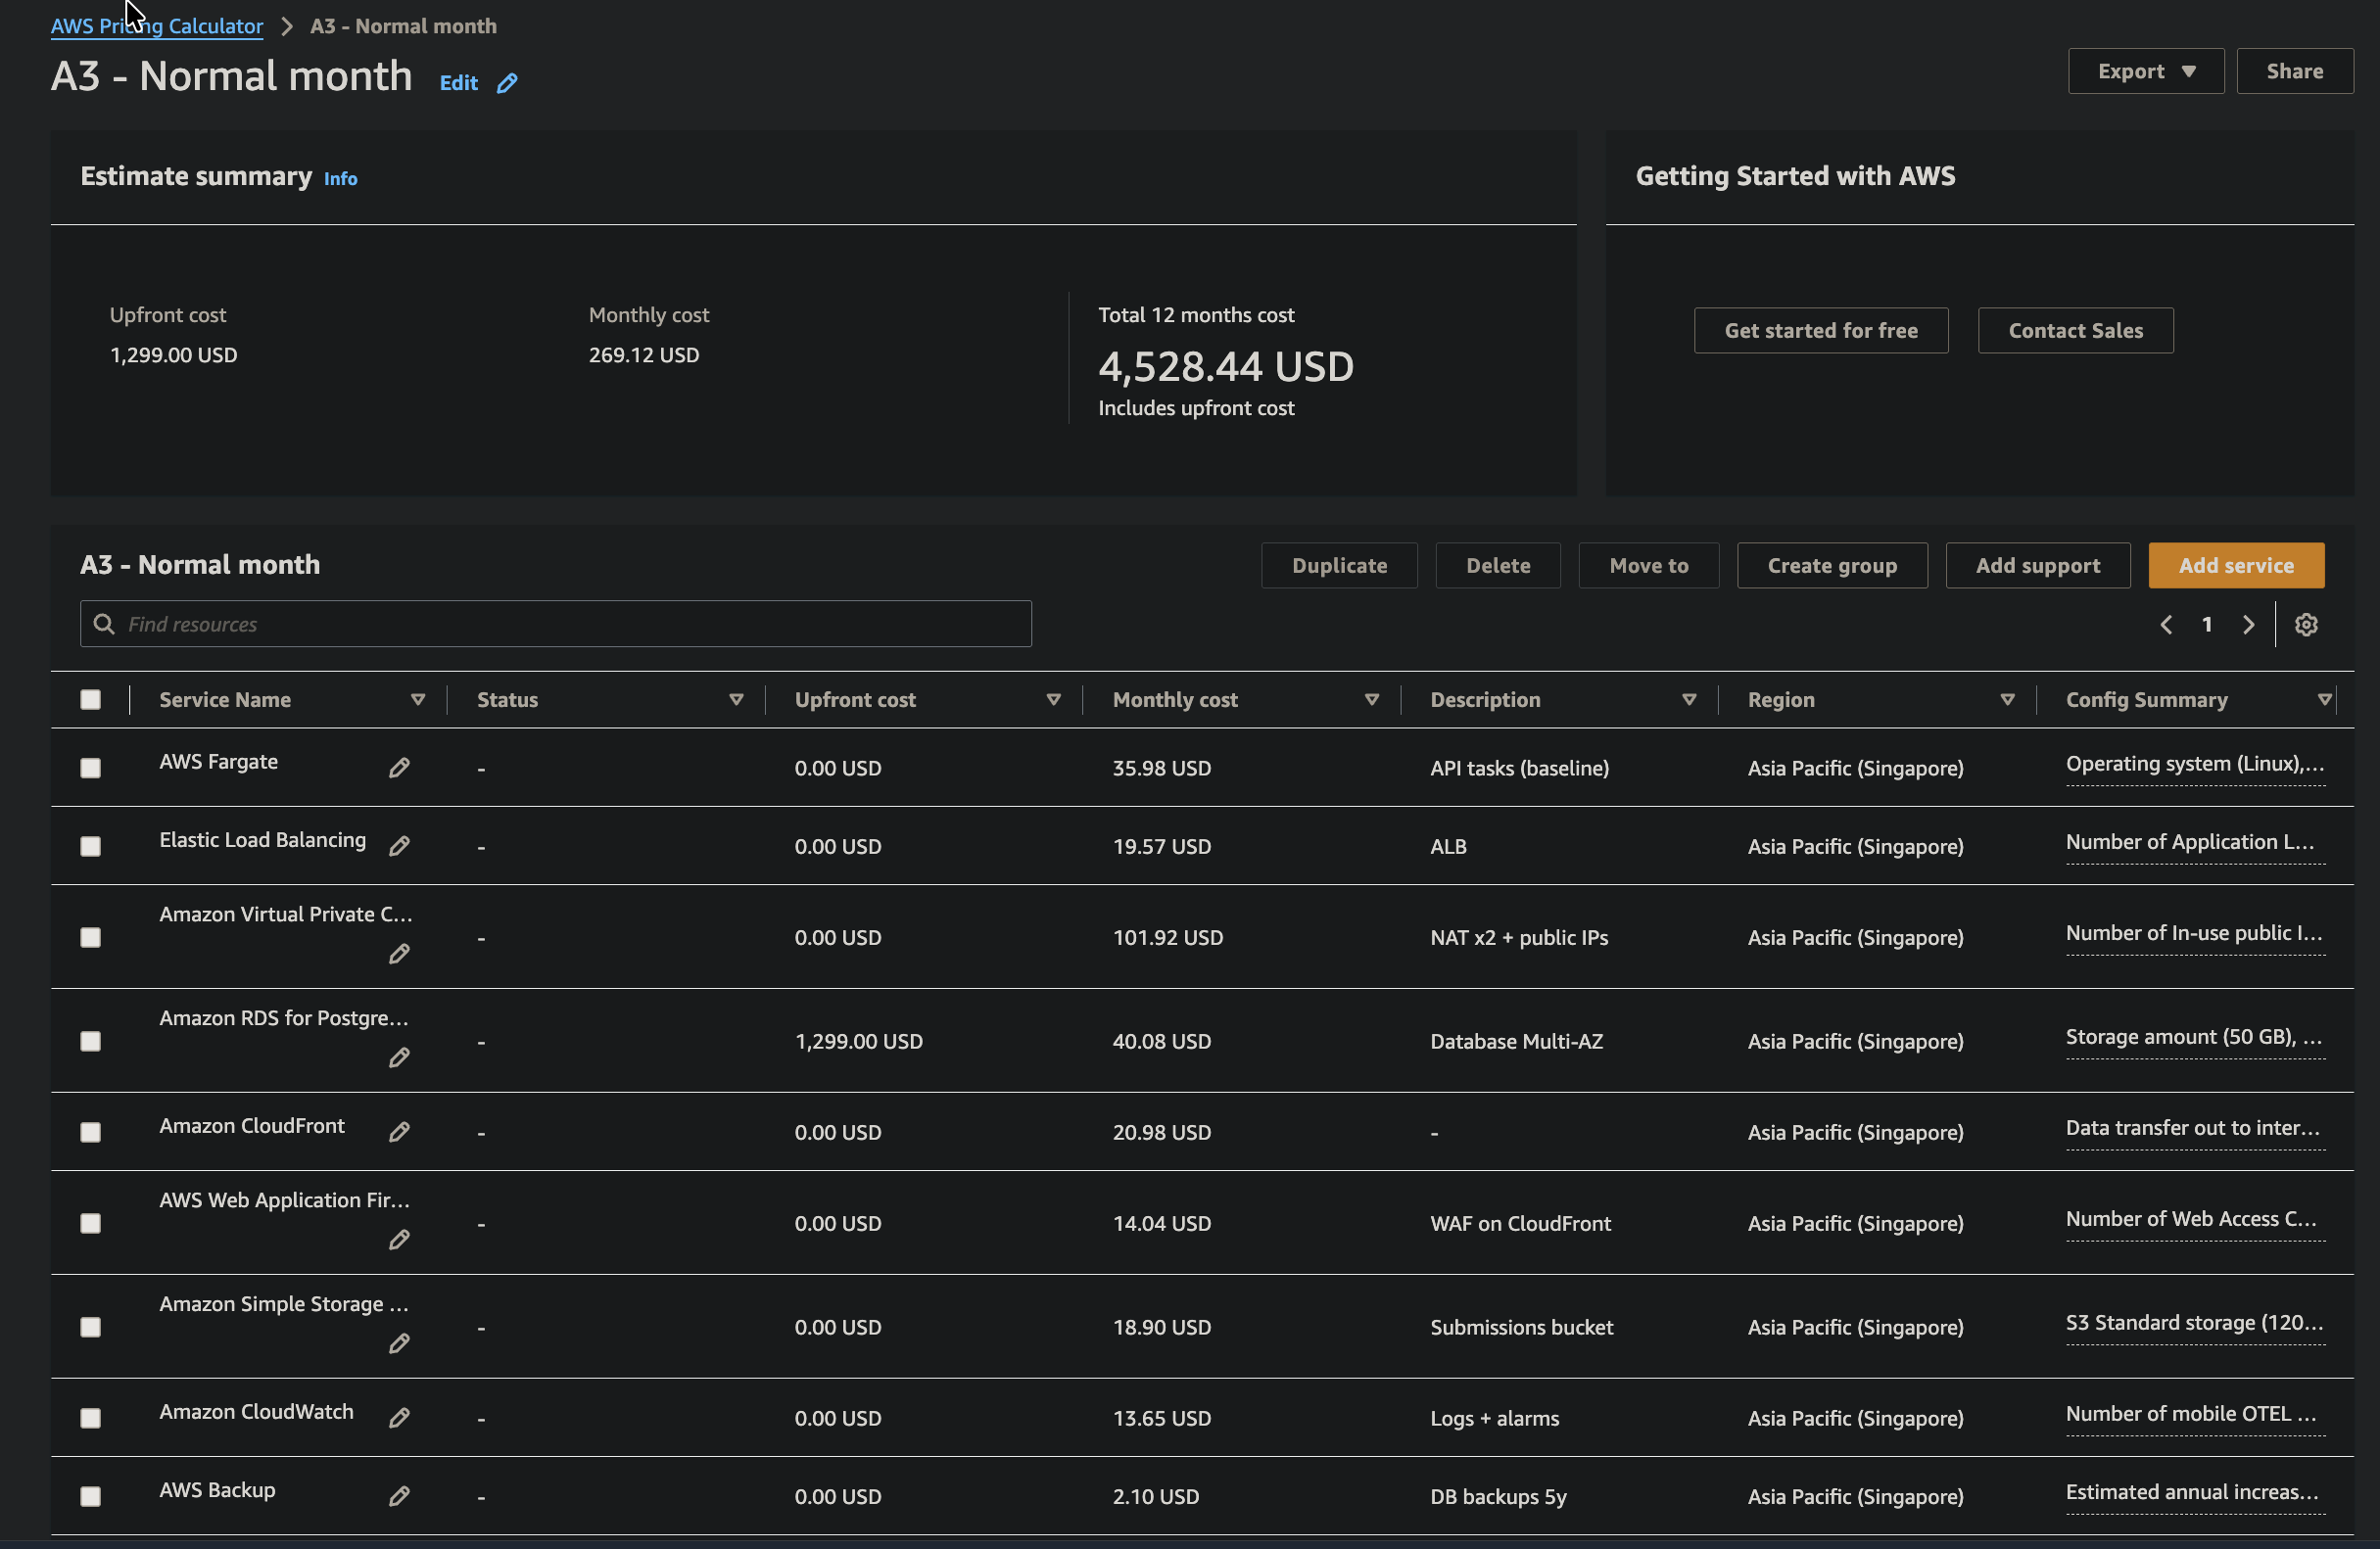 AWS Pricing Calculator > A3 - Normal month
A3 - Normal month Edit
Export Share
Estimate summary Info
Getting Started with AWS
Upfront cost
1,299.00 USD
Monthly cost
269.12 USD
Total 12 months cost
4,528.44 USD
Includes upfront cost
Get started for free Contact Sales
A3 - Normal month
Duplicate Delete Move to Create group Add support Add service
Find resources
1
Service Name Status Upfront cost Monthly cost Description Region Config Summary
AWS Fargate - 0.00 USD 35.98 USD API tasks (baseline) Asia Pacific (Singapore) Operating system (Linux),...
Elastic Load Balancing - 0.00 USD 19.57 USD ALB Asia Pacific (Singapore) Number of Application L...
Amazon Virtual Private C... - 0.00 USD 101.92 USD NAT x2 + public IPs Asia Pacific (Singapore) Number of In-use public I...
Amazon RDS for Postgre... - 1,299.00 USD 40.08 USD Database Multi-AZ Asia Pacific (Singapore) Storage amount (50 GB), ...
Amazon CloudFront - 0.00 USD 20.98 USD - Asia Pacific (Singapore) Data transfer out to inter...
AWS Web Application Fir... - 0.00 USD 14.04 USD WAF on CloudFront Asia Pacific (Singapore) Number of Web Access C...
Amazon Simple Storage ... - 0.00 USD 18.90 USD Submissions bucket Asia Pacific (Singapore) S3 Standard storage (120...
Amazon CloudWatch - 0.00 USD 13.65 USD Logs + alarms Asia Pacific (Singapore) Number of mobile OTEL ...
AWS Backup - 0.00 USD 2.10 USD DB backups 5y Asia Pacific (Singapore) Estimated annual increas...